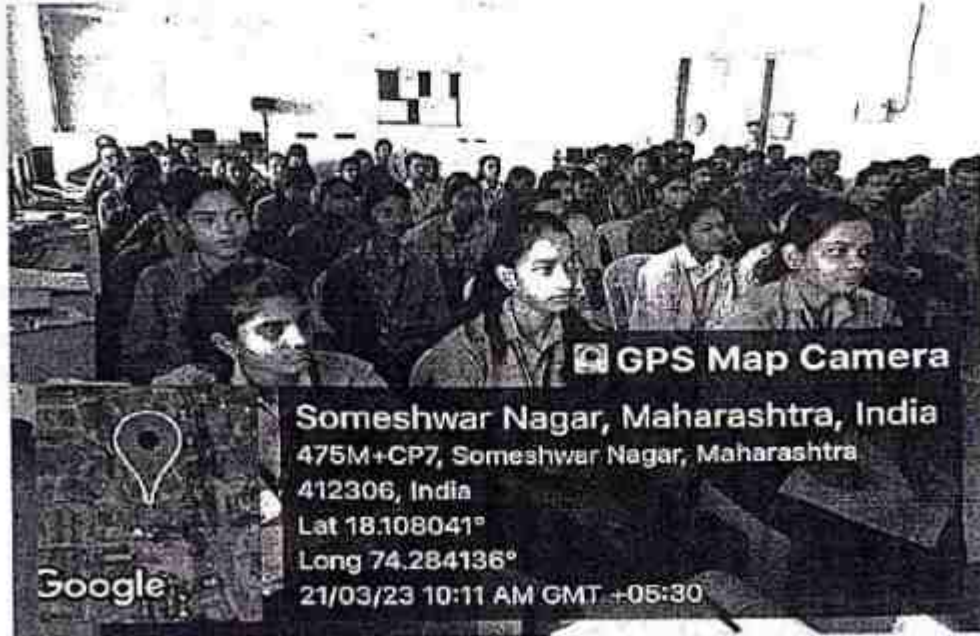 GPS Map Camera
Someshwar Nagar, Maharashtra, India
475M+CP7, Someshwar Nagar, Maharashtra
412306, India
Lat 18.108041°
Long 74.284136°
21/03/23 10:11 AM GMT +05:30
Google